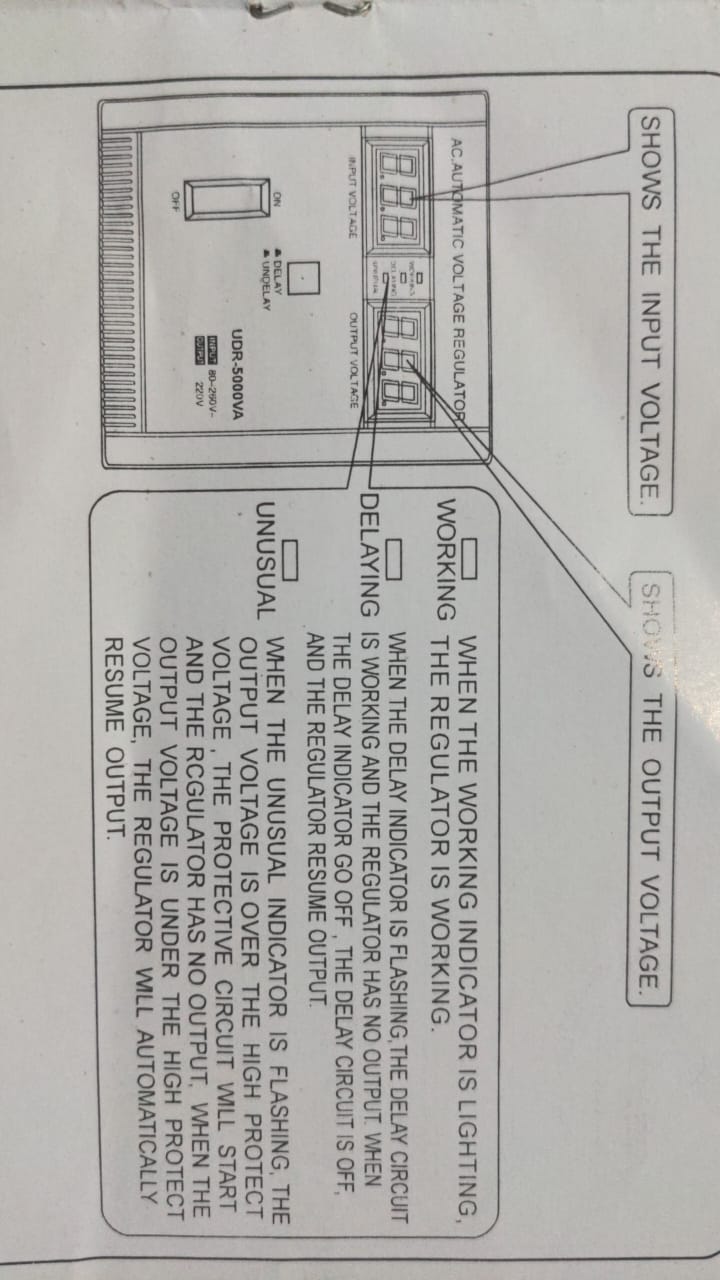 SHOWS THE INPUT VOLTAGE.
SHOWS THE OUTPUT VOLTAGE.
AC.AUTOMATIC VOLTAGE REGULATOR
WORKING
DELAYING
UNUSUAL
INPUT VOLTAGE
OUTPUT VOLTAGE
ON
DELAY
UNDELAY
OFF
UDR-5000VA
INPUT 80-260V~
OUTPUT 220V
WORKING
WHEN THE WORKING INDICATOR IS LIGHTING,
THE REGULATOR IS WORKING.
DELAYING
WHEN THE DELAY INDICATOR IS FLASHING,THE DELAY CIRCUIT
IS WORKING AND THE REGULATOR HAS NO OUTPUT. WHEN
THE DELAY INDICATOR GO OFF , THE DELAY CIRCUIT IS OFF,
AND THE REGULATOR RESUME OUTPUT.
UNUSUAL
WHEN THE UNUSUAL INDICATOR IS FLASHING, THE
OUTPUT VOLTAGE IS OVER THE HIGH PROTECT
VOLTAGE , THE PROTECTIVE CIRCUIT WILL START
AND THE RCGULATOR HAS NO OUTPUT, WHEN THE
OUTPUT VOLTAGE IS UNDER THE HIGH PROTECT
VOLTAGE, THE REGULATOR WILL AUTOMATICALLY
RESUME OUTPUT.